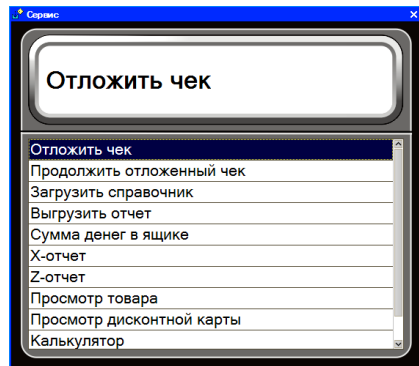 Сервис
Отложить чек
Отложить чек
Продолжить отложенный чек
Загрузить справочник
Выгрузить отчет
Сумма денег в ящике
X-отчет
Z-отчет
Просмотр товара
Просмотр дисконтной карты
Калькулятор